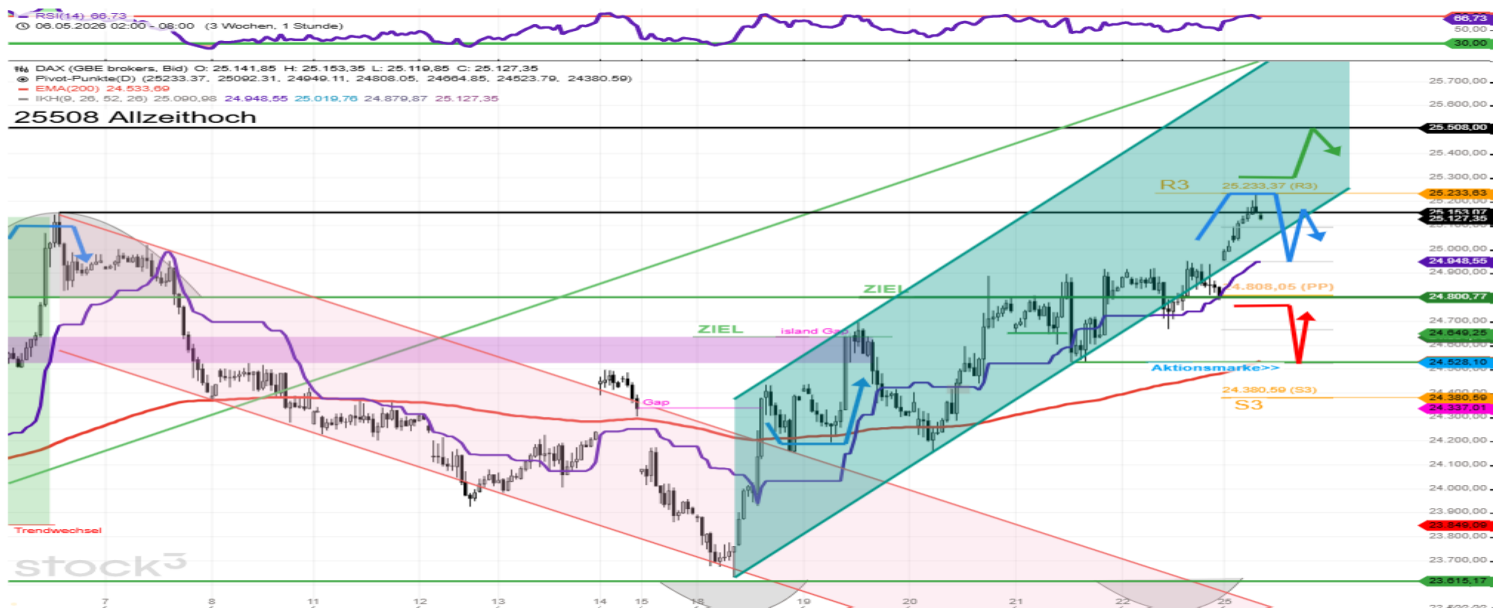 RSI(14) 66,73
06.05.2026 02:00 - 08:00 (3 Wochen, 1 Stunde)
66,73
50,00
30,00
DAX (GBE brokers, Bid) O: 25.141,85 H: 25.153,35 L: 25.119,85 C: 25.127,35
Pivot-Punkte(D) (25233.37, 25092.31, 24949.11, 24808.05, 24664.85, 24523.79, 24380.59)
EMA(200) 24.533,69
IKH(9, 26, 52, 26) 25.090,98 24.948,55 25.019,76 24.879,87 25.127,35
25508 Allzeithoch
25.700,00
25.600,00
25.508,00
25.400,00
25.300,00
R3
25.233,37 (R3)
25.233,63
25.153,07
25.127,35
25.000,00
24.948,55
24.900,00
ZIEL
4.808,05 (PP)
24.800,77
24.700,00
ZIEL
island Gap
24.649,25
24.528,10
Aktionsmarke>>
24.380,59 (S3)
24.380,59
Gap
S3
24.337,01
24.200,00
24.100,00
24.000,00
23.900,00
Trendwechsel
23.849,09
23.800,00
23.700,00
stock3
23.615,17
7
8
11
12
13
14
15
18
19
20
21
22
25